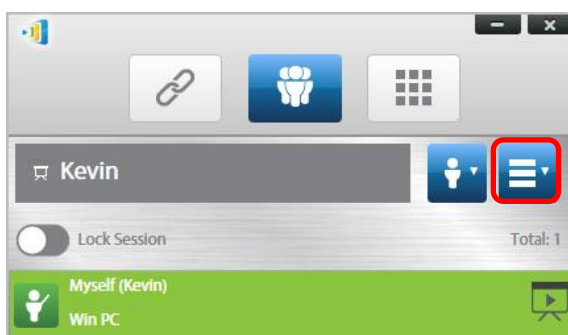 Kevin
Lock Session
Total: 1
Myself (Kevin)
Win PC